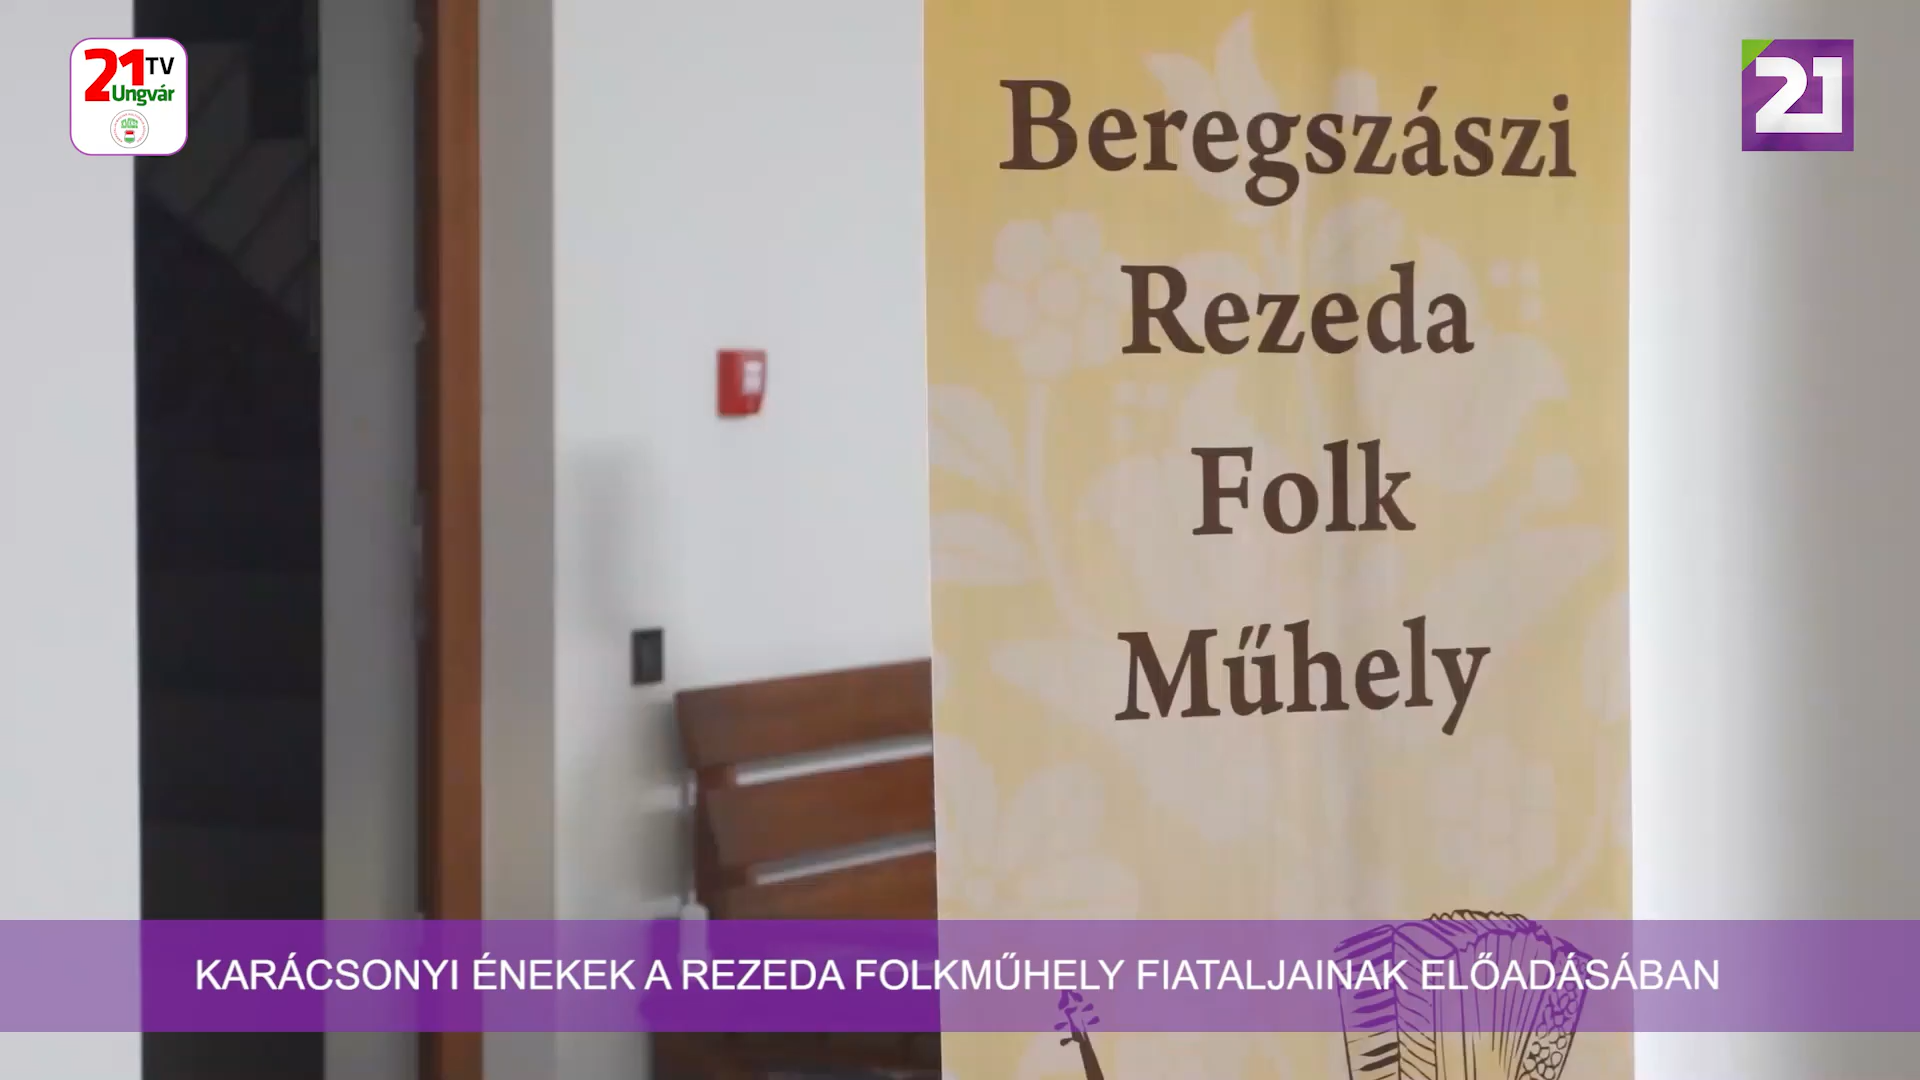 21 TV
Ungvár
21
Beregszászi
Rezeda
Folk
Műhely
KARÁCSONYI ÉNEKEK A REZEDA FOLKMŰHELY FIATALJAINAK ELŐADÁSÁBAN